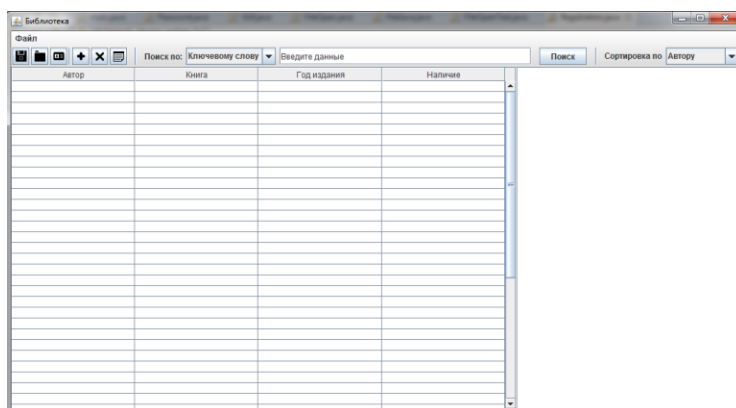 Библиотека
Файл
Поиск по: Ключевому слову Введите данные Поиск Сортировка по Автору
Автор Книга Год издания Наличие